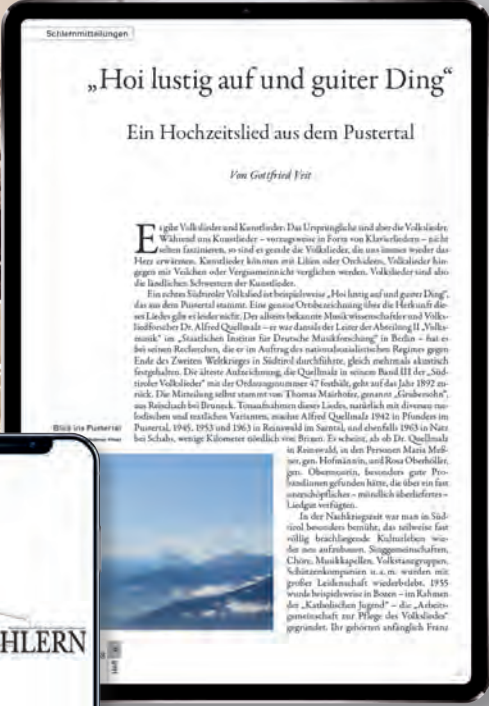 Schlernmitteilungen
„Hoi lustig auf und guiter Ding“
Ein Hochzeitslied aus dem Pustertal
Von Gottfried Veit
Es gibt Volkslieder und Kunstlieder. Das Ursprüngliche sind aber die Volkslieder.
Während uns Kunstlieder – vorzugsweise in Form von Klavierliedern – nicht
selten faszinieren, so sind es gerade die Volkslieder, die uns immer wieder das
Herz erwärmen. Kunstlieder könnten mit Lilien oder Orchideen, Volkslieder hin-
gegen mit Veilchen oder Vergissmeinnicht verglichen werden. Volkslieder sind also
die ländlichen Schwestern der Kunstlieder.
Ein echtes Südtiroler Volkslied ist beispielsweise „Hoi lustig auf und guiter Ding“,
das aus dem Pustertal stammt. Eine genaue Ortsbezeichnung über die Herkunft die-
ses Liedes gibt es leider nicht. Der allseits bekannte Musikwissenschaftler und Volks-
liedforscher Dr. Alfred Quellmalz – er war damals der Leiter der Abteilung II „Volks-
musik“ im „Staatlichen Institut für Deutsche Musikforschung“ in Berlin – hat es
bei seinen Recherchen, die er im Auftrag des nationalsozialistischen Regimes gegen
Ende des Zweiten Weltkrieges in Südtirol durchführte, gleich mehrmals akustisch
festgehalten. Die älteste Aufzeichnung, die Quellmalz in seinem Band III der „Süd-
tiroler Volkslieder“ mit der Ordnungsnummer 47 festhält, geht auf das Jahr 1892 zu-
rück. Die Mitteilung selbst stammt von Thomas Mairhofer, genannt „Grubersohn“,
aus Reischach bei Bruneck. Tonaufnahmen dieses Liedes, natürlich mit diversen me-
lodischen und textlichen Varianten, machte Alfred Quellmalz 1942 in Pfunders im
Pustertal, 1945, 1953 und 1963 in Reinswald im Sarntal, und ebenfalls 1963 in Natz
bei Schabs, wenige Kilometer nördlich von Brixen. Es scheint, als ob Dr. Quellmalz
Blick ins Pustertal
in Reinswald, in den Personen Maria Meß-
ner, gen. Hofmannin, und Rosa Oberhöller,
gen. Obermourin, besonders gute Pro-
bandinnen gefunden hätte, die über ein fast
unerschöpfliches – mündlich überliefertes –
Liedgut verfügten.
In der Nachkriegszeit war man in Süd-
tirol besonders bemüht, das teilweise fast
völlig brachliegende Kulturleben wie-
der neu aufzubauen. Singgemeinschaften,
Chöre, Musikkapellen, Volkstanzgruppen,
Schützenkompanien u. a. m. wurden mit
großer Leidenschaft wiederbelebt. 1955
wurde beispielsweise in Bozen – im Rahmen
der „Katholischen Jugend“ – die „Arbeits-
gemeinschaft zur Pflege des Volksliedes“
gegründet. Ihr gehörten anfänglich Franz
HLERN